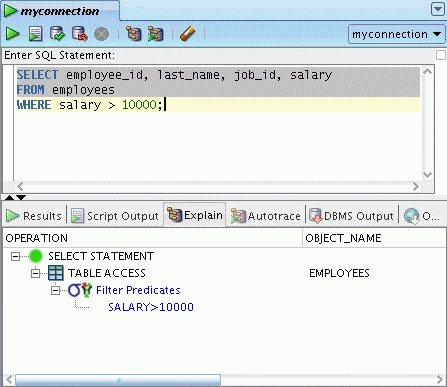 myconnection
myconnection
Enter SQL Statement:
SELECT employee_id, last_name, job_id, salary
FROM employees
WHERE salary > 10000;
Results Script Output Explain Autotrace DBMS Output O...
OPERATION OBJECT_NAME
SELECT STATEMENT
TABLE ACCESS EMPLOYEES
Filter Predicates
SALARY>10000